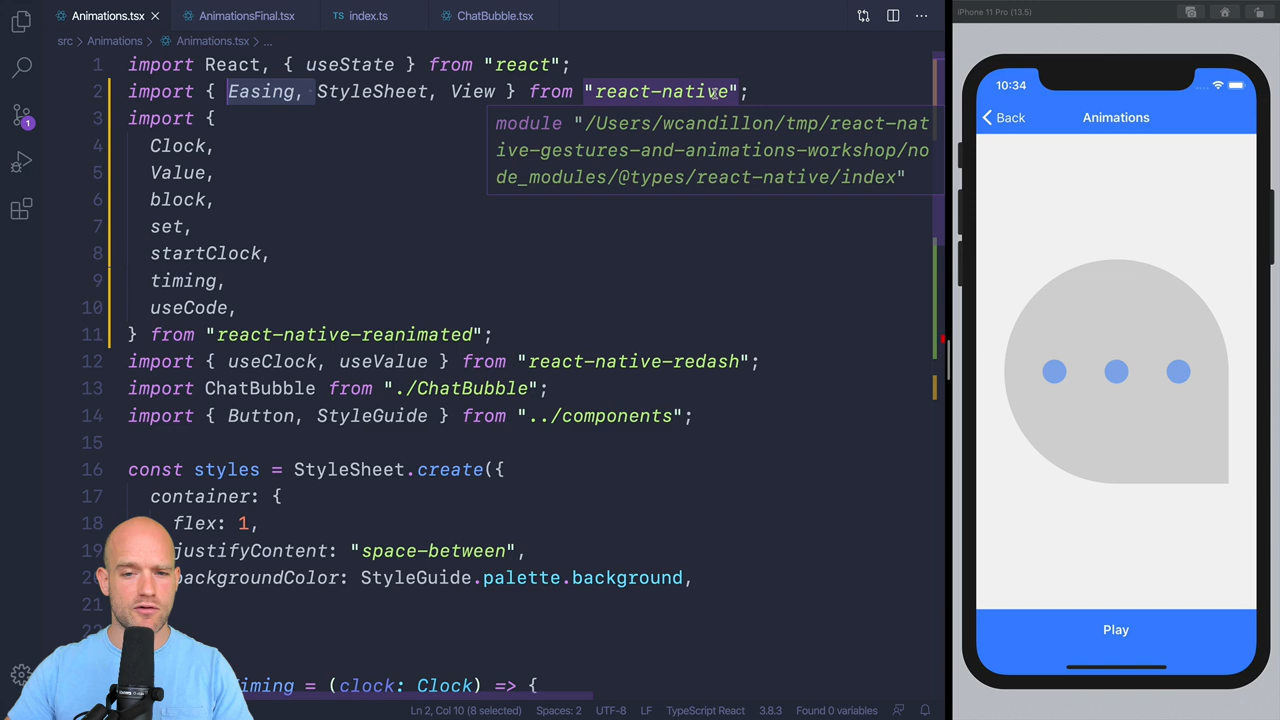 Animations.tsx
AnimationsFinal.tsx
TS index.ts
ChatBubble.tsx
src > Animations > Animations.tsx > ...
1 import React, { useState } from "react";
2 import { Easing, StyleSheet, View } from "react-native";
3 import {
4 Clock,
5 Value,
6 block,
7 set,
8 startClock,
9 timing,
10 useCode,
11 } from "react-native-reanimated";
12 import { useClock, useValue } from "react-native-redash";
13 import ChatBubble from "./ChatBubble";
14 import { Button, StyleGuide } from "../components";
15
16 const styles = StyleSheet.create({
17 container: {
18 flex: 1,
19 justifyContent: "space-between",
20 backgroundColor: StyleGuide.palette.background,
21
module "/Users/wcandillon/tmp/react-nat
ive-gestures-and-animations-workshop/no
de_modules/@types/react-native/index"
Timing = (clock: Clock) => {
1
Ln 2, Col 10 (8 selected)
Spaces: 2
UTF-8
LF
TypeScript React
3.8.3
Found 0 variables
iPhone 11 Pro (13.5)
10:34
Back
Animations
Play